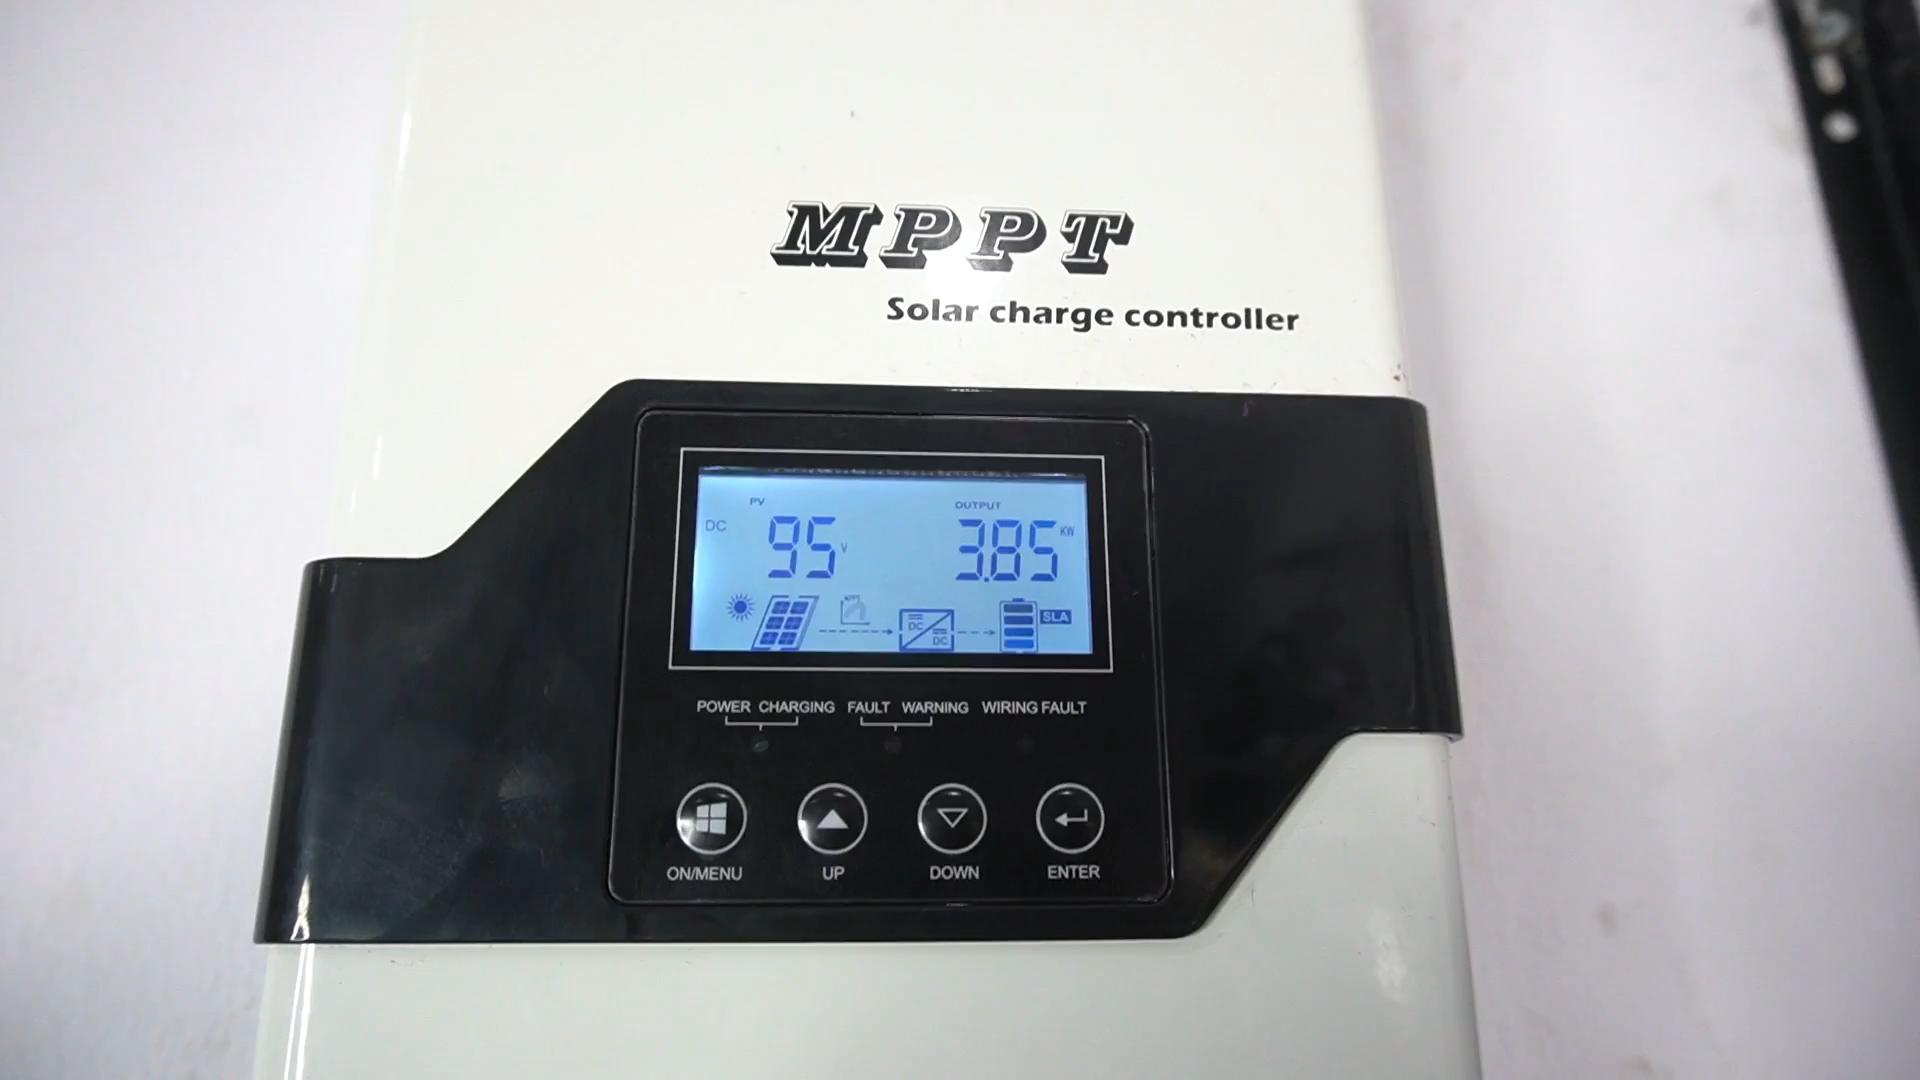 MPPT
Solar charge controller
PV OUTPUT
DC 95 V 3.85 KW
MPPT
DC
DC
SLA
POWER CHARGING FAULT WARNING WIRING FAULT
ON/MENU UP DOWN ENTER